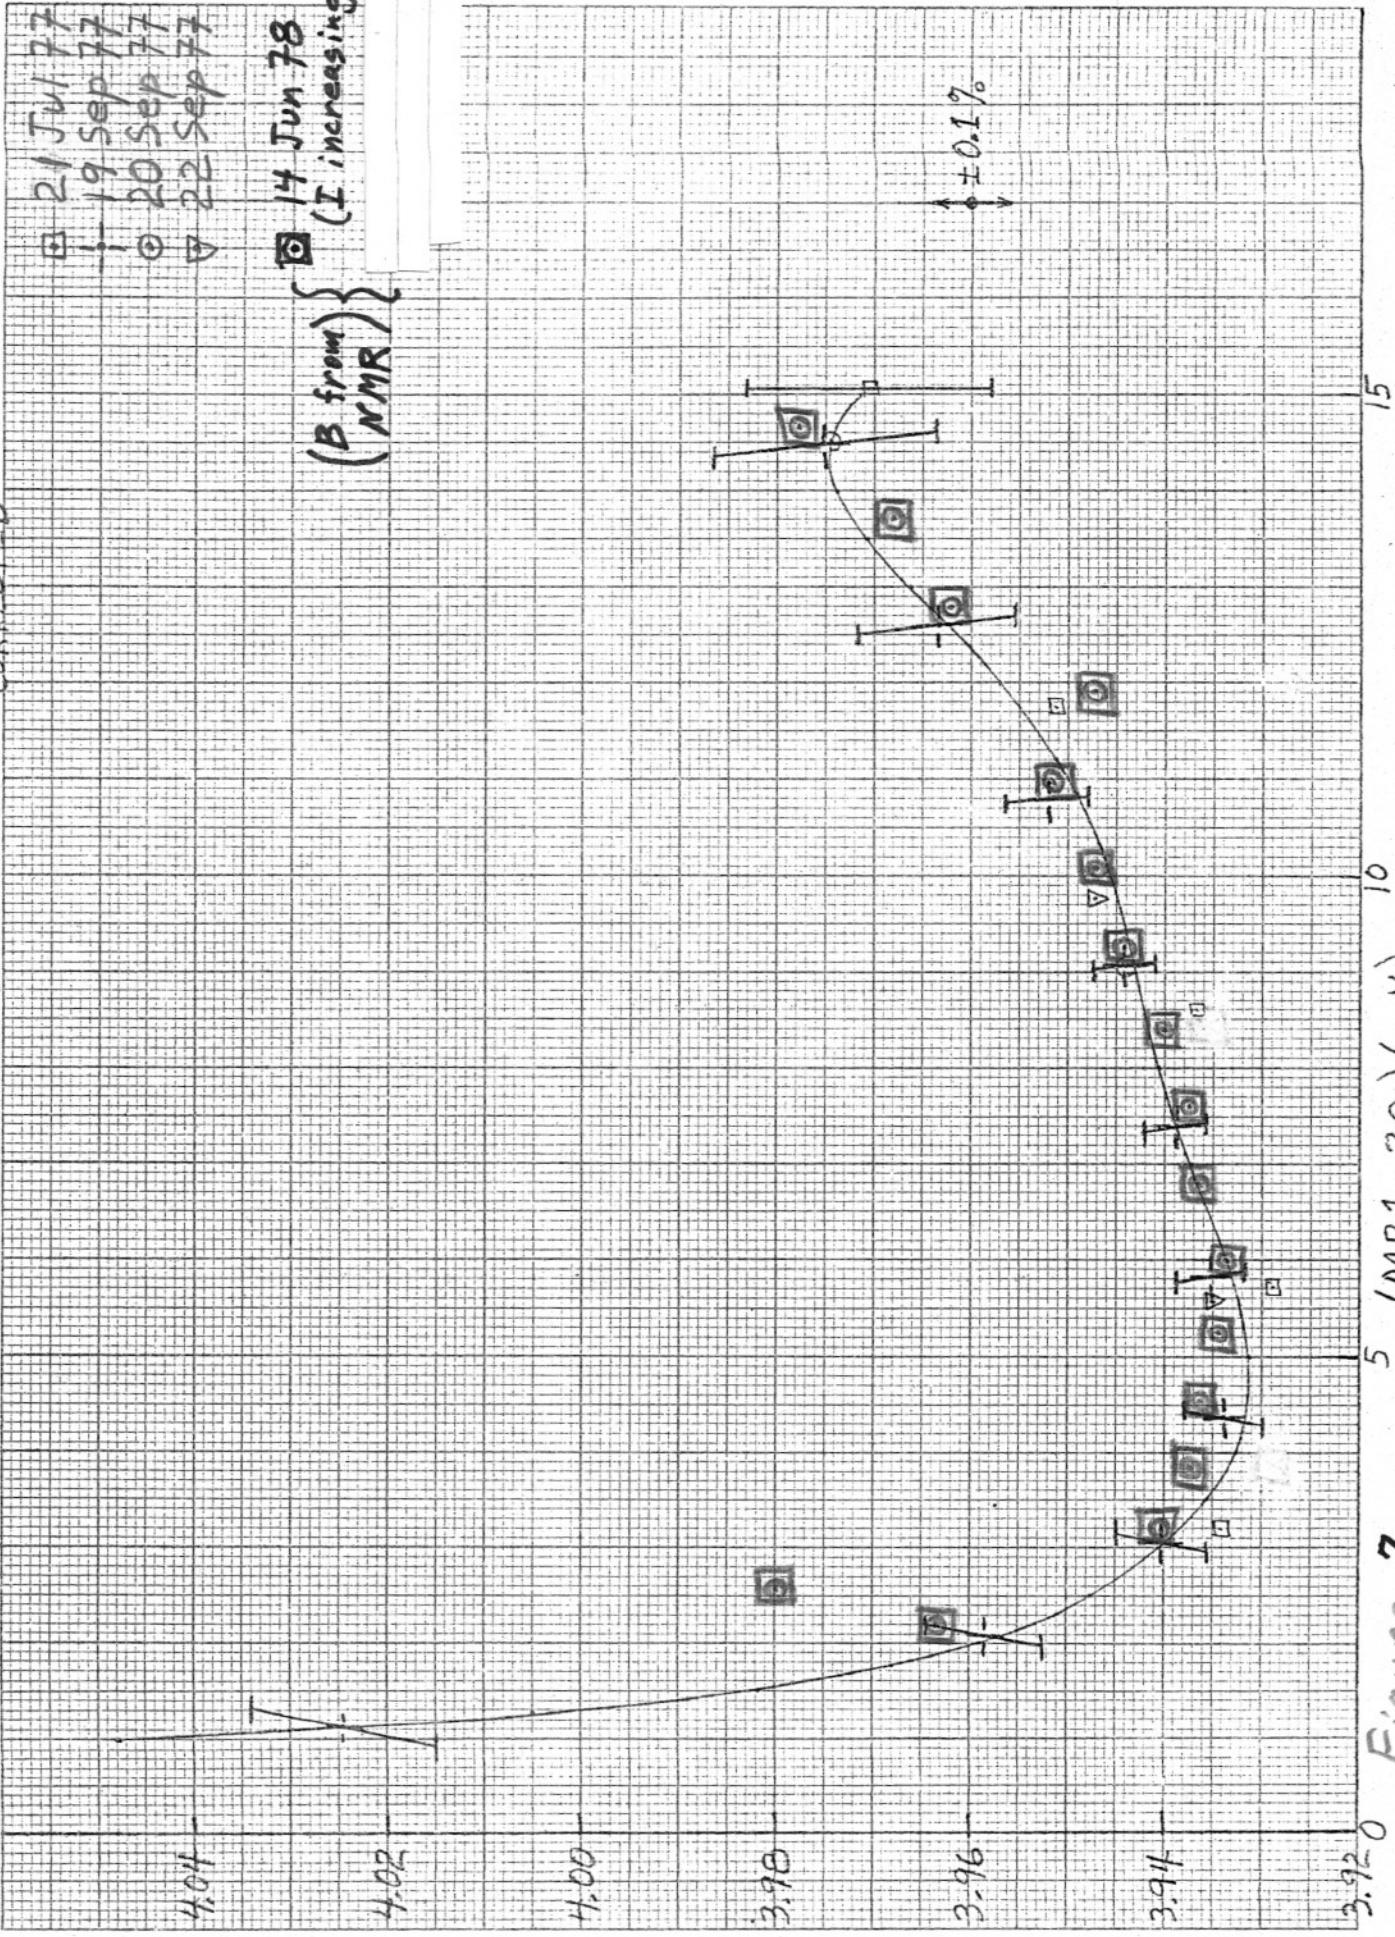 ⊡ 21 Jul 77
19 Sep 77
⊙ 20 Sep 77
22 Sep 77
14 Jun 78
(I increasing
(B from
NMR)
±0.1%
4.04
4.02
4.00
3.98
3.96
3.94
3.92
0
5
10
15
Figure 7